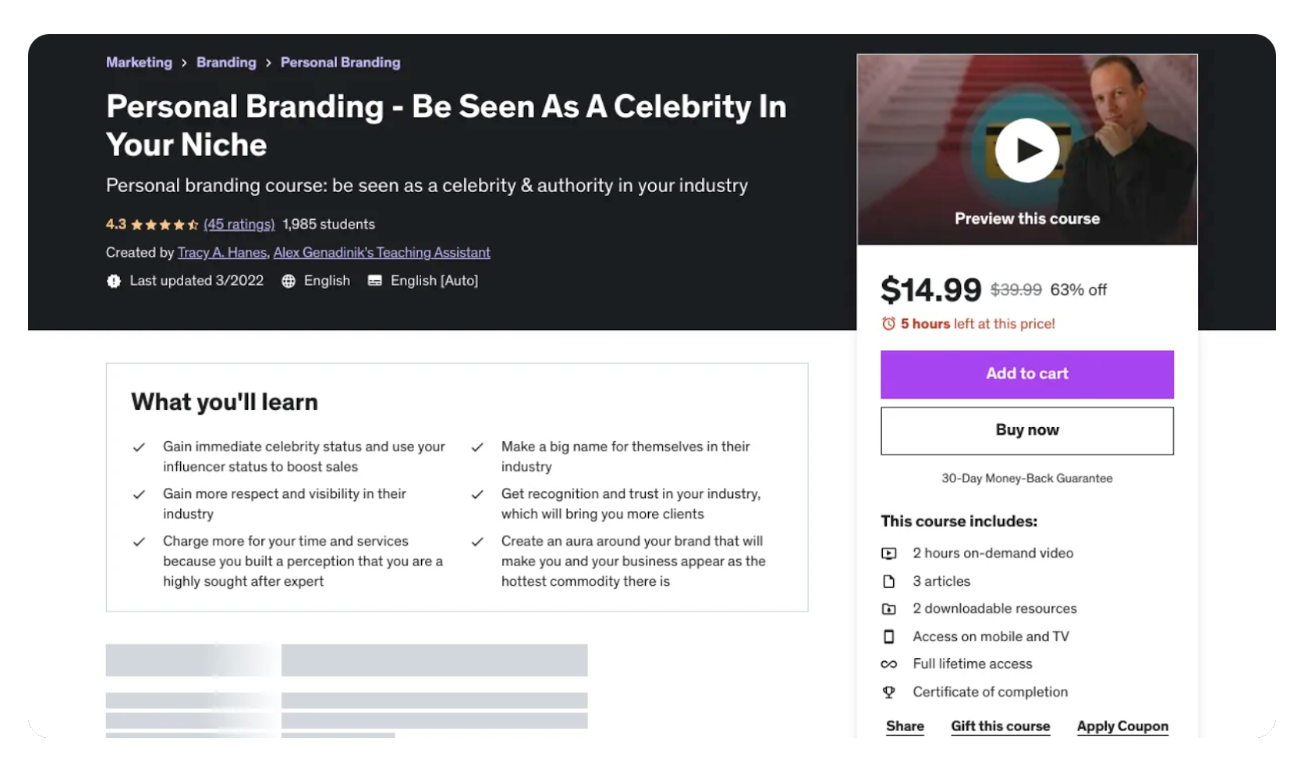 Marketing > Branding > Personal Branding
Personal Branding - Be Seen As A Celebrity In
Your Niche
Personal branding course: be seen as a celebrity & authority in your industry
4.3 (45 ratings) 1,985 students
Created by Tracy A. Hanes, Alex Genadinik's Teaching Assistant
Last updated 3/2022 English English [Auto]
What you'll learn
Gain immediate celebrity status and use your
influencer status to boost sales
Gain more respect and visibility in their
industry
Charge more for your time and services
because you built a perception that you are a
highly sought after expert
Make a big name for themselves in their
industry
Get recognition and trust in your industry,
which will bring you more clients
Create an aura around your brand that will
make you and your business appear as the
hottest commodity there is
Preview this course
$14.99 $39.99 63% off
5 hours left at this price!
Add to cart
Buy now
30-Day Money-Back Guarantee
This course includes:
2 hours on-demand video
3 articles
2 downloadable resources
Access on mobile and TV
Full lifetime access
Certificate of completion
Share Gift this course Apply Coupon